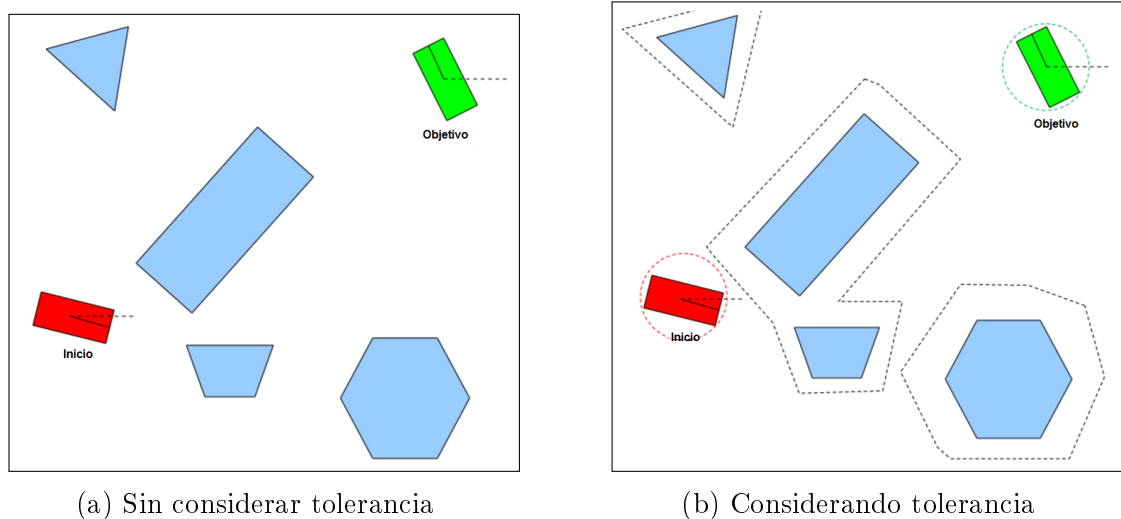 Objetivo
Inicio
(a) Sin considerar tolerancia
Objetivo
Inicio
(b) Considerando tolerancia